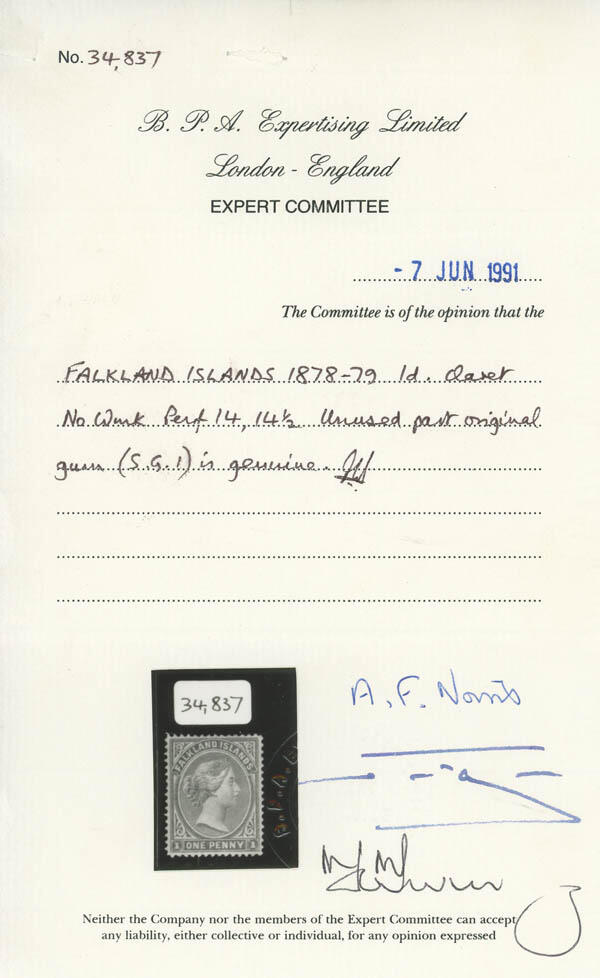 No. 34,837
B. P. A. Expertising Limited
London - England
EXPERT COMMITTEE
- 7 JUN 1991
The Committee is of the opinion that the
FALKLAND ISLANDS 1878-79 1d. Claret
No Wmk Perf 14, 14½ Unused part original
gum (S.G.1) is genuine.
34,837
FALKLAND ISLANDS
1 ONE PENNY 1
B.P.A.
A. F. Norris
Neither the Company nor the members of the Expert Committee can accept
any liability, either collective or individual, for any opinion expressed